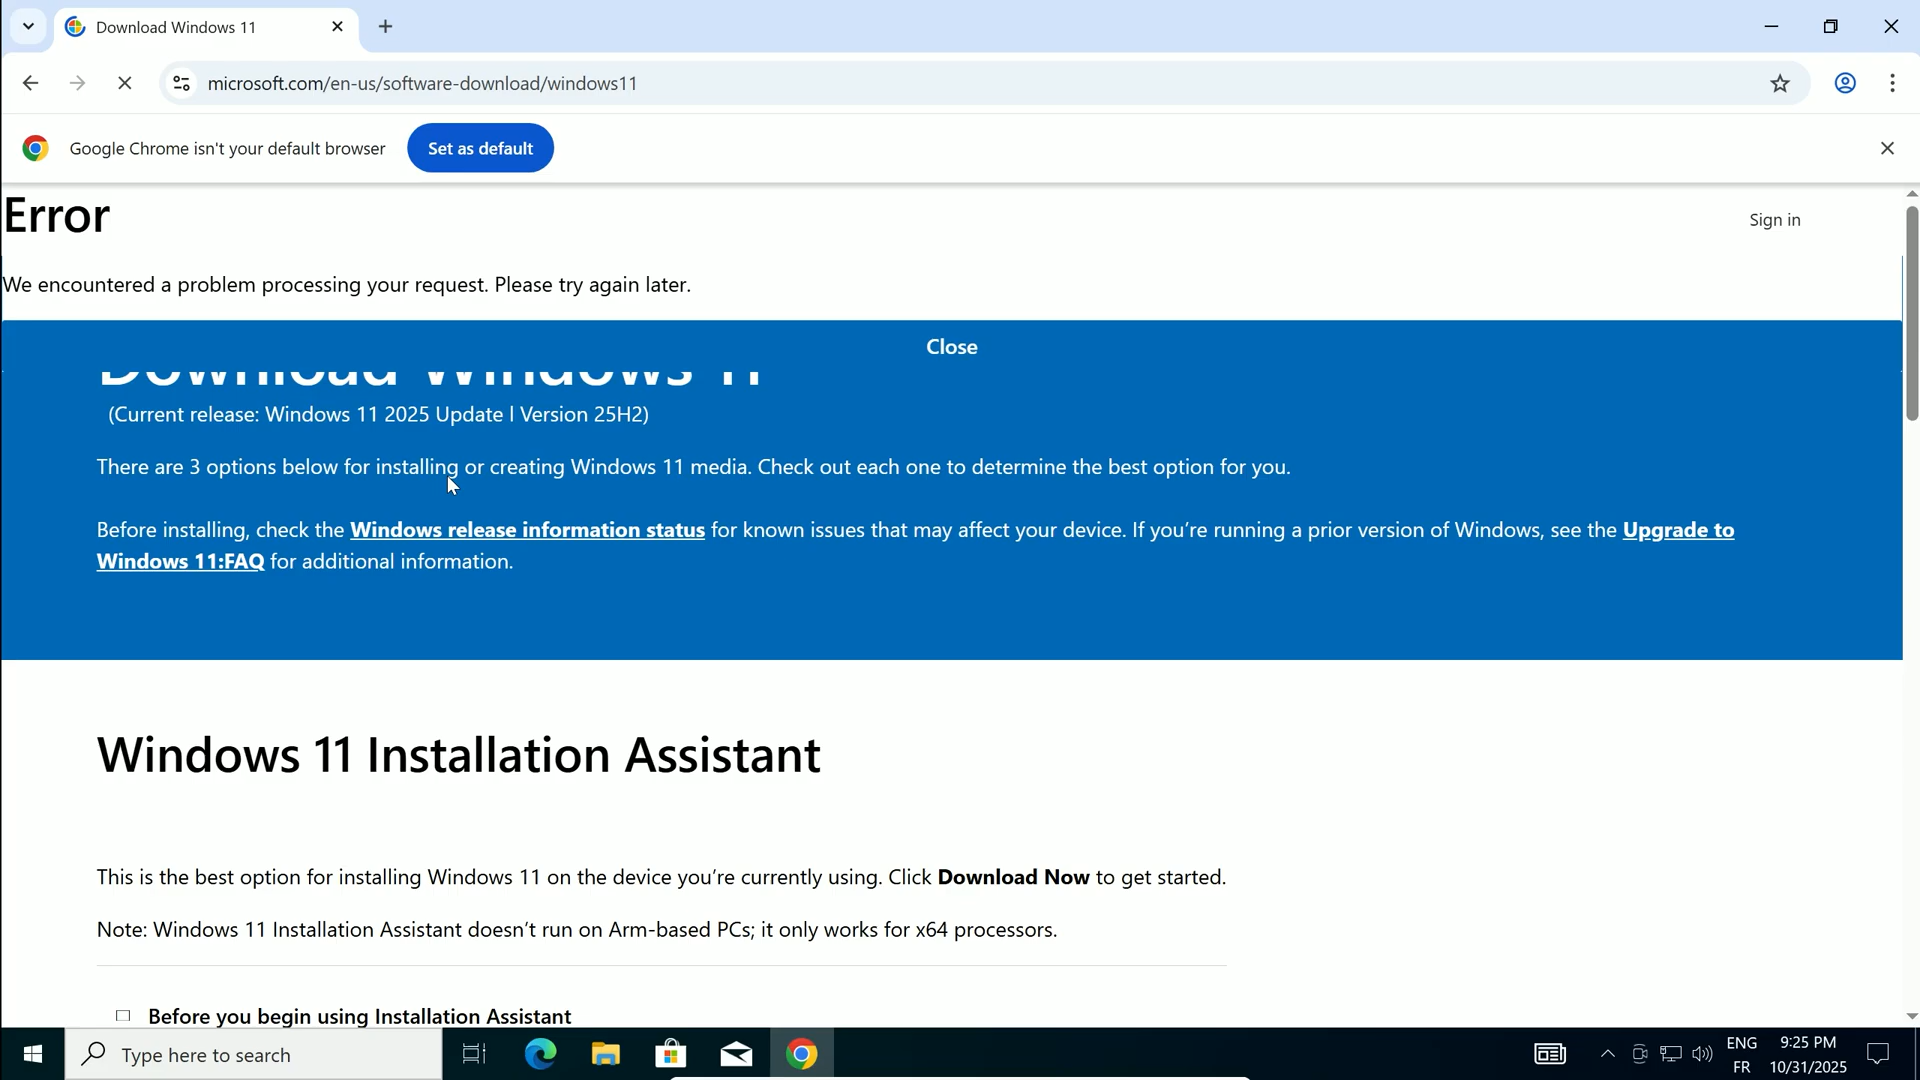 Download Windows 11
microsoft.com/en-us/software-download/windows11
Google Chrome isn't your default browser
Set as default
Error
Sign in
We encountered a problem processing your request. Please try again later.
Close
Download Windows 11
(Current release: Windows 11 2025 Update l Version 25H2)
There are 3 options below for installing or creating Windows 11 media. Check out each one to determine the best option for you.
Before installing, check the Windows release information status for known issues that may affect your device. If you’re running a prior version of Windows, see the Upgrade to
Windows 11:FAQ for additional information.
Windows 11 Installation Assistant
This is the best option for installing Windows 11 on the device you’re currently using. Click Download Now to get started.
Note: Windows 11 Installation Assistant doesn’t run on Arm-based PCs; it only works for x64 processors.
Before you begin using Installation Assistant
Type here to search
ENG
FR
9:25 PM
10/31/2025